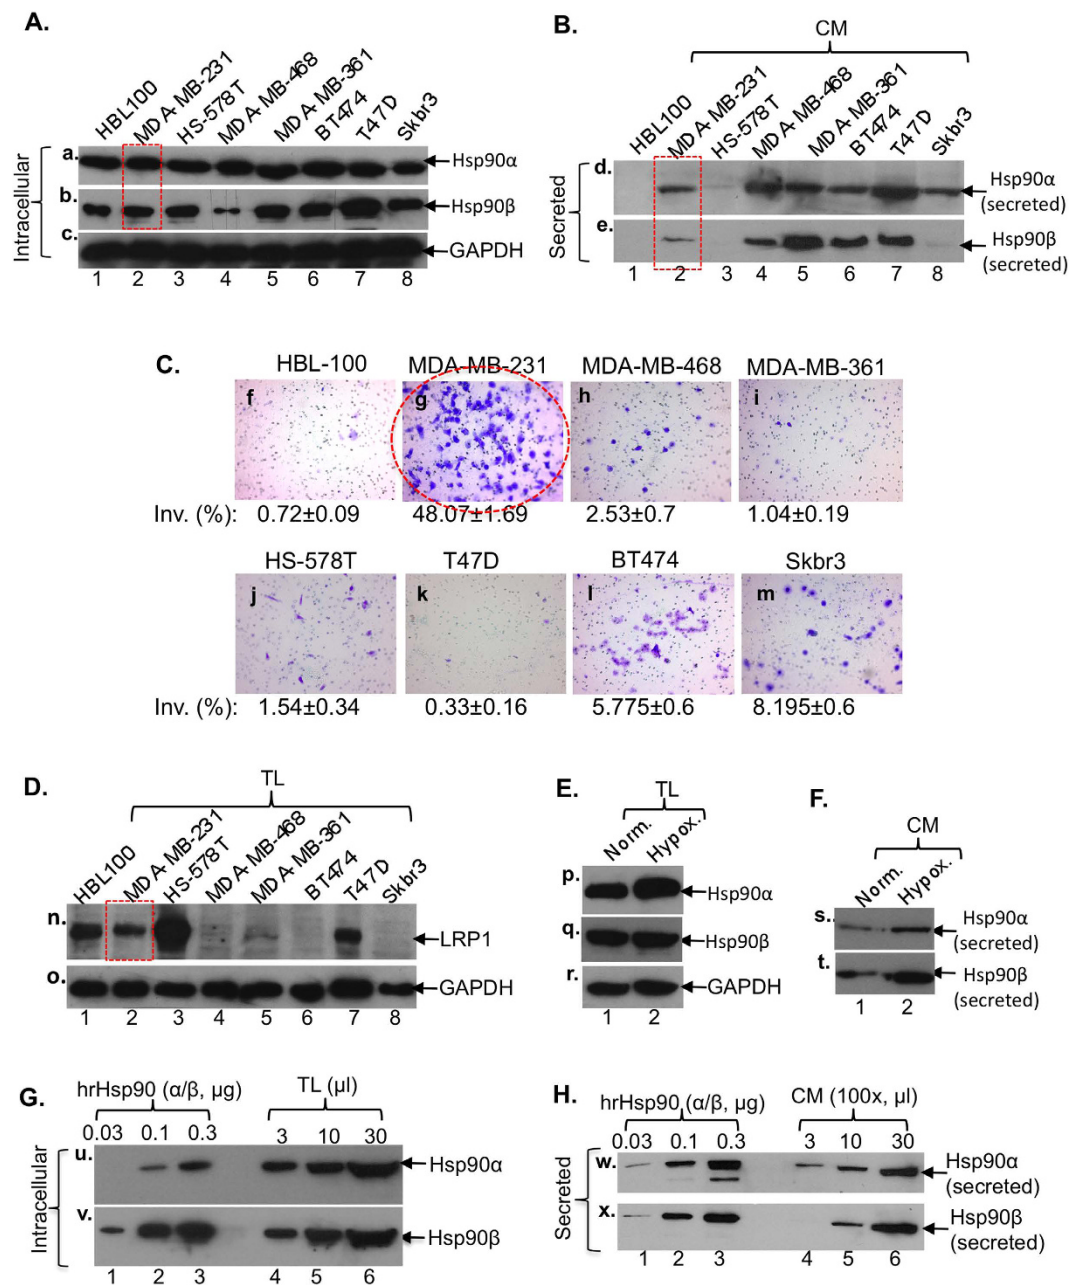 A.
HBL100 MDA-MB-231 HS-578T MDA-MB-468 MDA-MB-361 BT474 T47D Skbr3
Intracellular
a. Hsp90α
b. Hsp90β
c. GAPDH
1 2 3 4 5 6 7 8
B.
CM
HBL100 MDA-MB-231 HS-578T MDA-MB-468 MDA-MB-361 BT474 T47D Skbr3
Secreted
d. Hsp90α
(secreted)
e. Hsp90β
(secreted)
1 2 3 4 5 6 7 8
C.
HBL-100 MDA-MB-231 MDA-MB-468 MDA-MB-361
f g h i
Inv. (%): 0.72±0.09 48.07±1.69 2.53±0.7 1.04±0.19
HS-578T T47D BT474 Skbr3
j k l m
Inv. (%): 1.54±0.34 0.33±0.16 5.775±0.6 8.195±0.6
D.
TL
HBL100 MDA-MB-231 HS-578T MDA-MB-468 MDA-MB-361 BT474 T47D Skbr3
n. LRP1
o. GAPDH
1 2 3 4 5 6 7 8
E.
TL
Norm. Hypox.
p. Hsp90α
q. Hsp90β
r. GAPDH
1 2
F.
CM
Norm. Hypox.
s. Hsp90α
(secreted)
t. Hsp90β
(secreted)
1 2
G.
hrHsp90 (α/β, µg) TL (µl)
0.03 0.1 0.3 3 10 30
Intracellular
u. Hsp90α
v. Hsp90β
1 2 3 4 5 6
H.
hrHsp90 (α/β, µg) CM (100x, µl)
0.03 0.1 0.3 3 10 30
Secreted
w. Hsp90α
(secreted)
x. Hsp90β
(secreted)
1 2 3 4 5 6